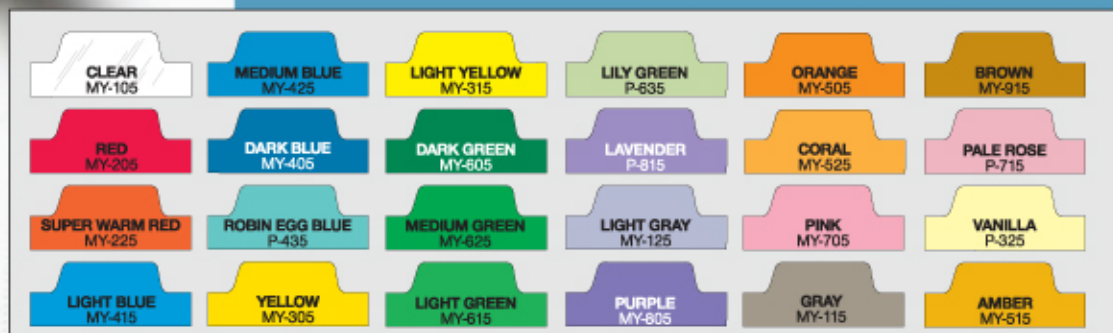 CLEAR
MY-105
MEDIUM BLUE
MY-425
LIGHT YELLOW
MY-315
LILY GREEN
P-635
ORANGE
MY-505
BROWN
MY-915
RED
MY-205
DARK BLUE
MY-405
DARK GREEN
MY-605
LAVENDER
P-815
CORAL
MY-525
PALE ROSE
P-715
SUPER WARM RED
MY-225
ROBIN EGG BLUE
P-435
MEDIUM GREEN
MY-625
LIGHT GRAY
MY-125
PINK
MY-705
VANILLA
P-325
LIGHT BLUE
MY-415
YELLOW
MY-305
LIGHT GREEN
MY-615
PURPLE
MY-805
GRAY
MY-115
AMBER
MY-515